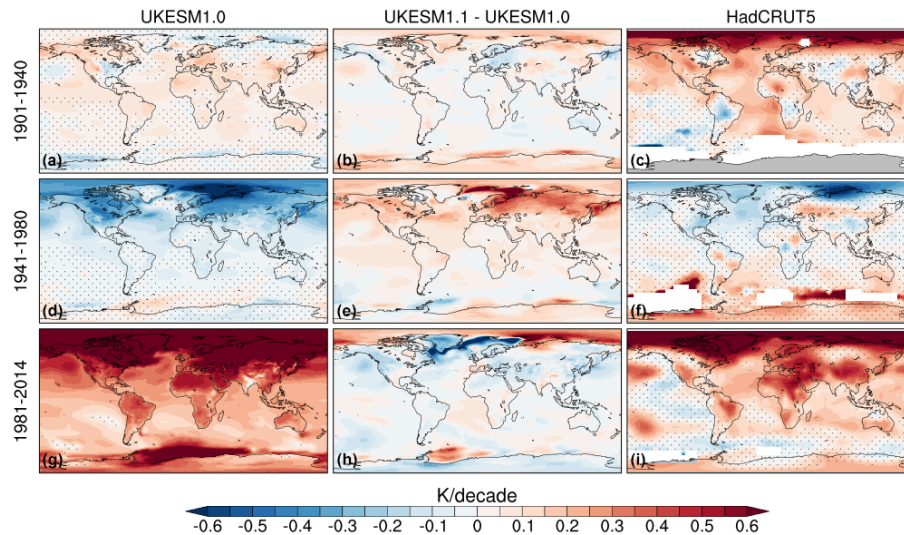 UKESM1.0 UKESM1.1 - UKESM1.0 HadCRUT5
1901-1940
(a) (b) (c)
1941-1980
(d) (e) (f)
1981-2014
(g) (h) (i)
K/decade
-0.6 -0.5 -0.4 -0.3 -0.2 -0.1 0 0.1 0.2 0.3 0.4 0.5 0.6